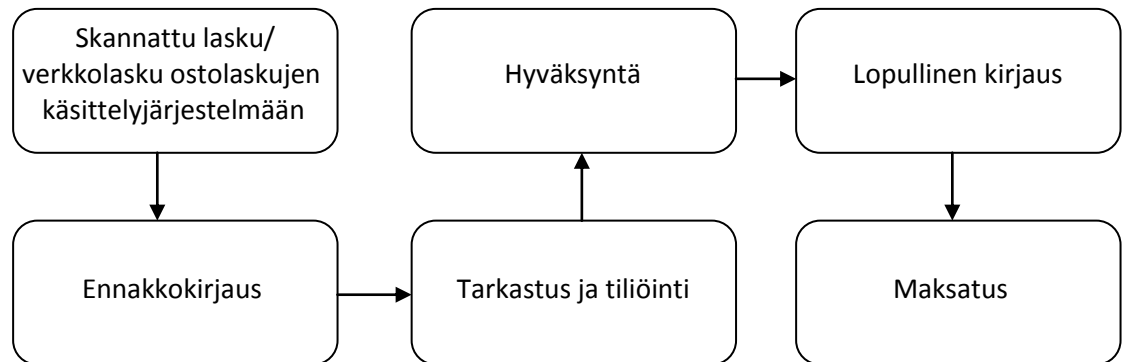 Skannattu lasku/
verkkolasku ostolaskujen
käsittelyjärjestelmään
Ennakkokirjaus
Tarkastus ja tiliöinti
Hyväksyntä
Lopullinen kirjaus
Maksatus